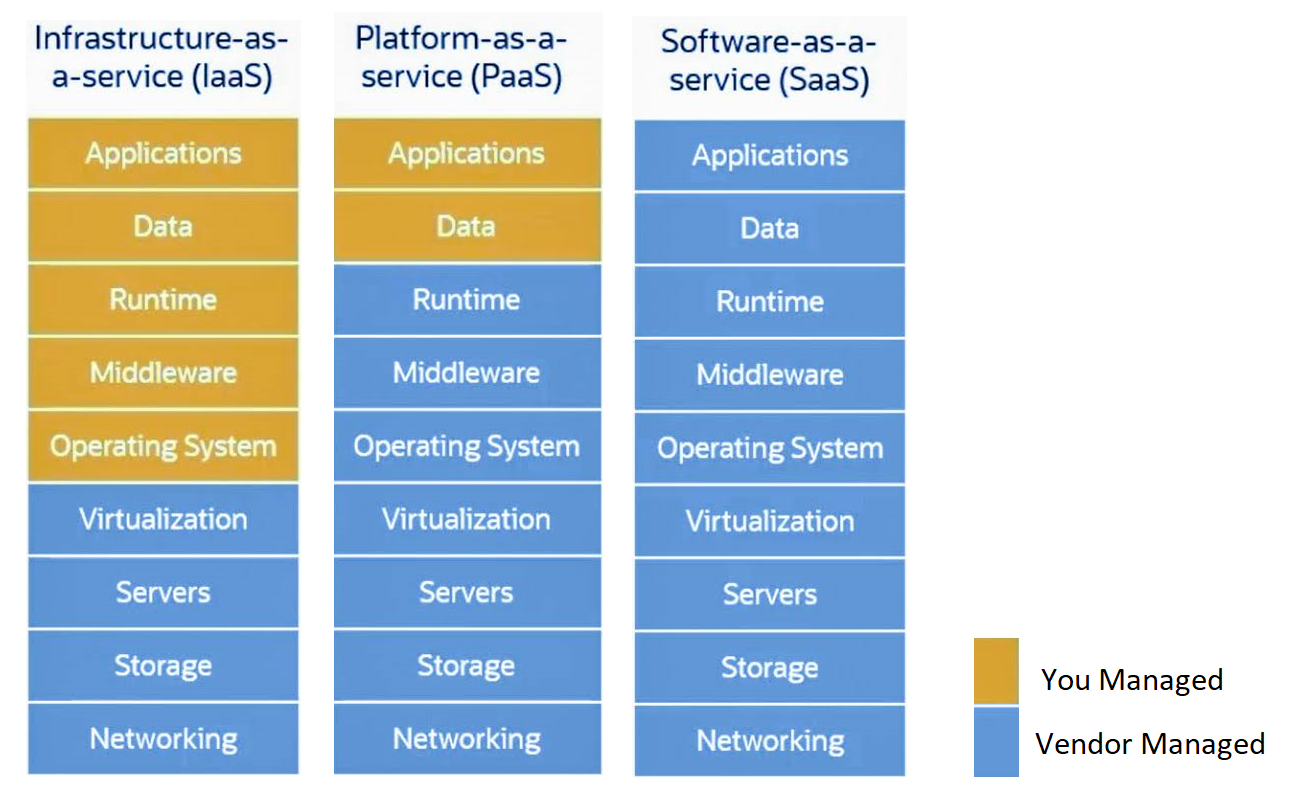 Infrastructure-as-
a-service (IaaS)
Applications
Data
Runtime
Middleware
Operating System
Virtualization
Servers
Storage
Networking
Platform-as-a-
service (PaaS)
Applications
Data
Runtime
Middleware
Operating System
Virtualization
Servers
Storage
Networking
Software-as-a-
service (SaaS)
Applications
Data
Runtime
Middleware
Operating System
Virtualization
Servers
Storage
Networking
You Managed
Vendor Managed